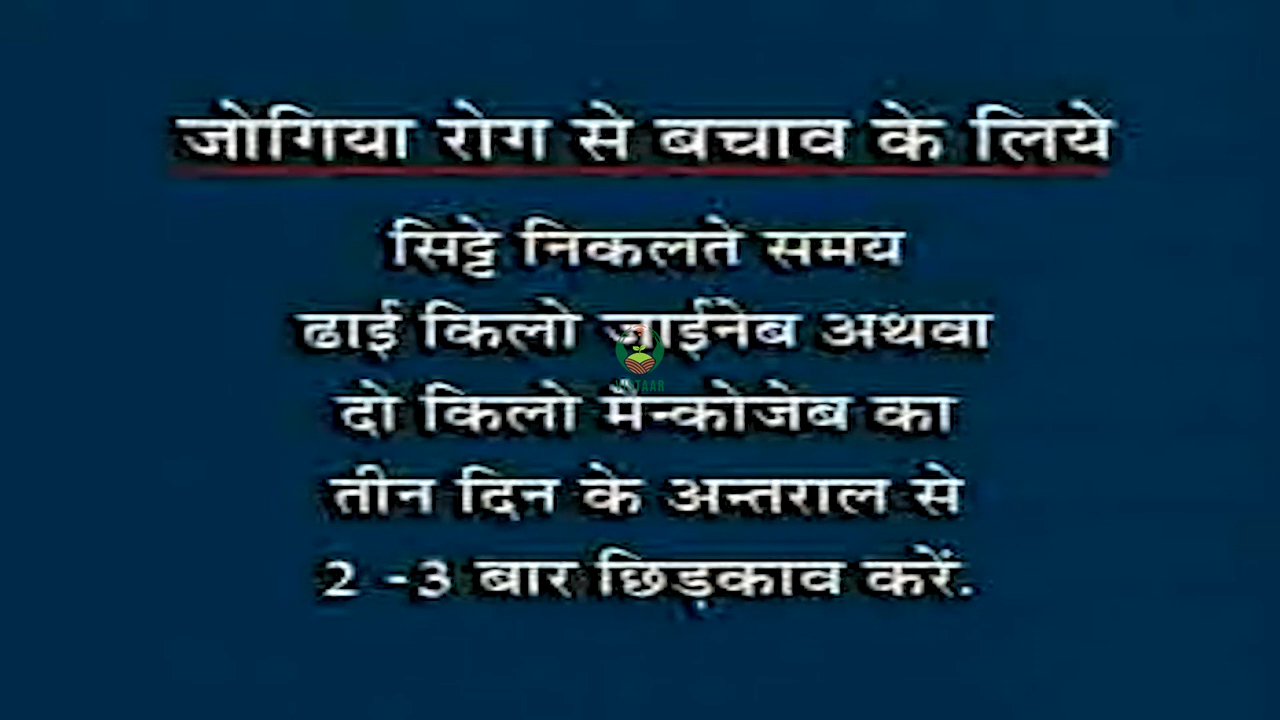 जोगिया रोग से बचाव के लिये
सिट्टे निकलते समय
ढाई किलो जाईनेब अथवा
दो किलो मेन्कोजेब का
तीन दिन के अन्तराल से
2 -3 बार छिड़काव करें.